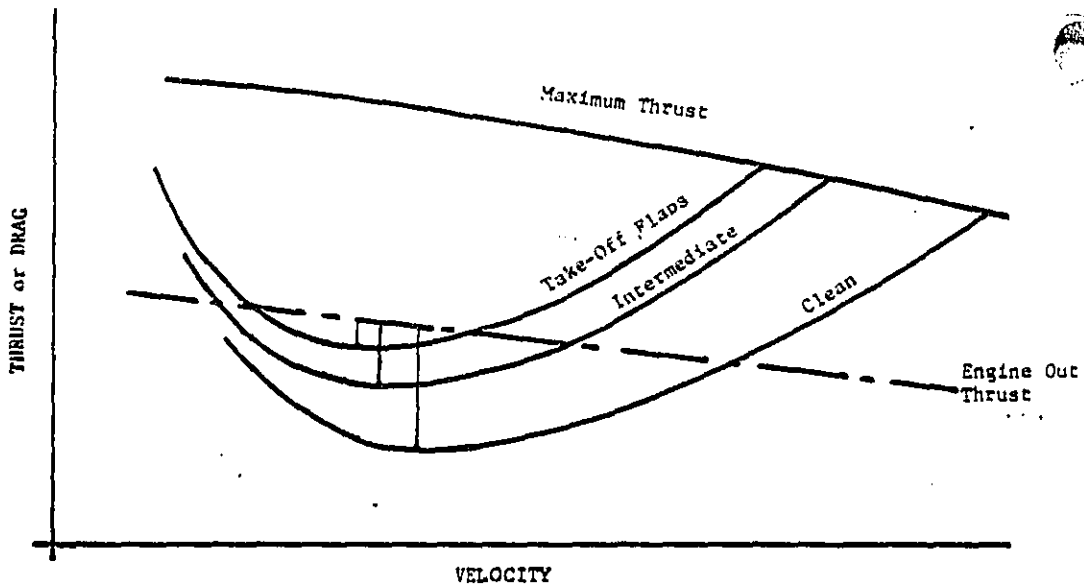 Maximum Thrust
THRUST or DRAG
Take-Off Flaps
Intermediate
Clean
Engine Out
Thrust
VELOCITY